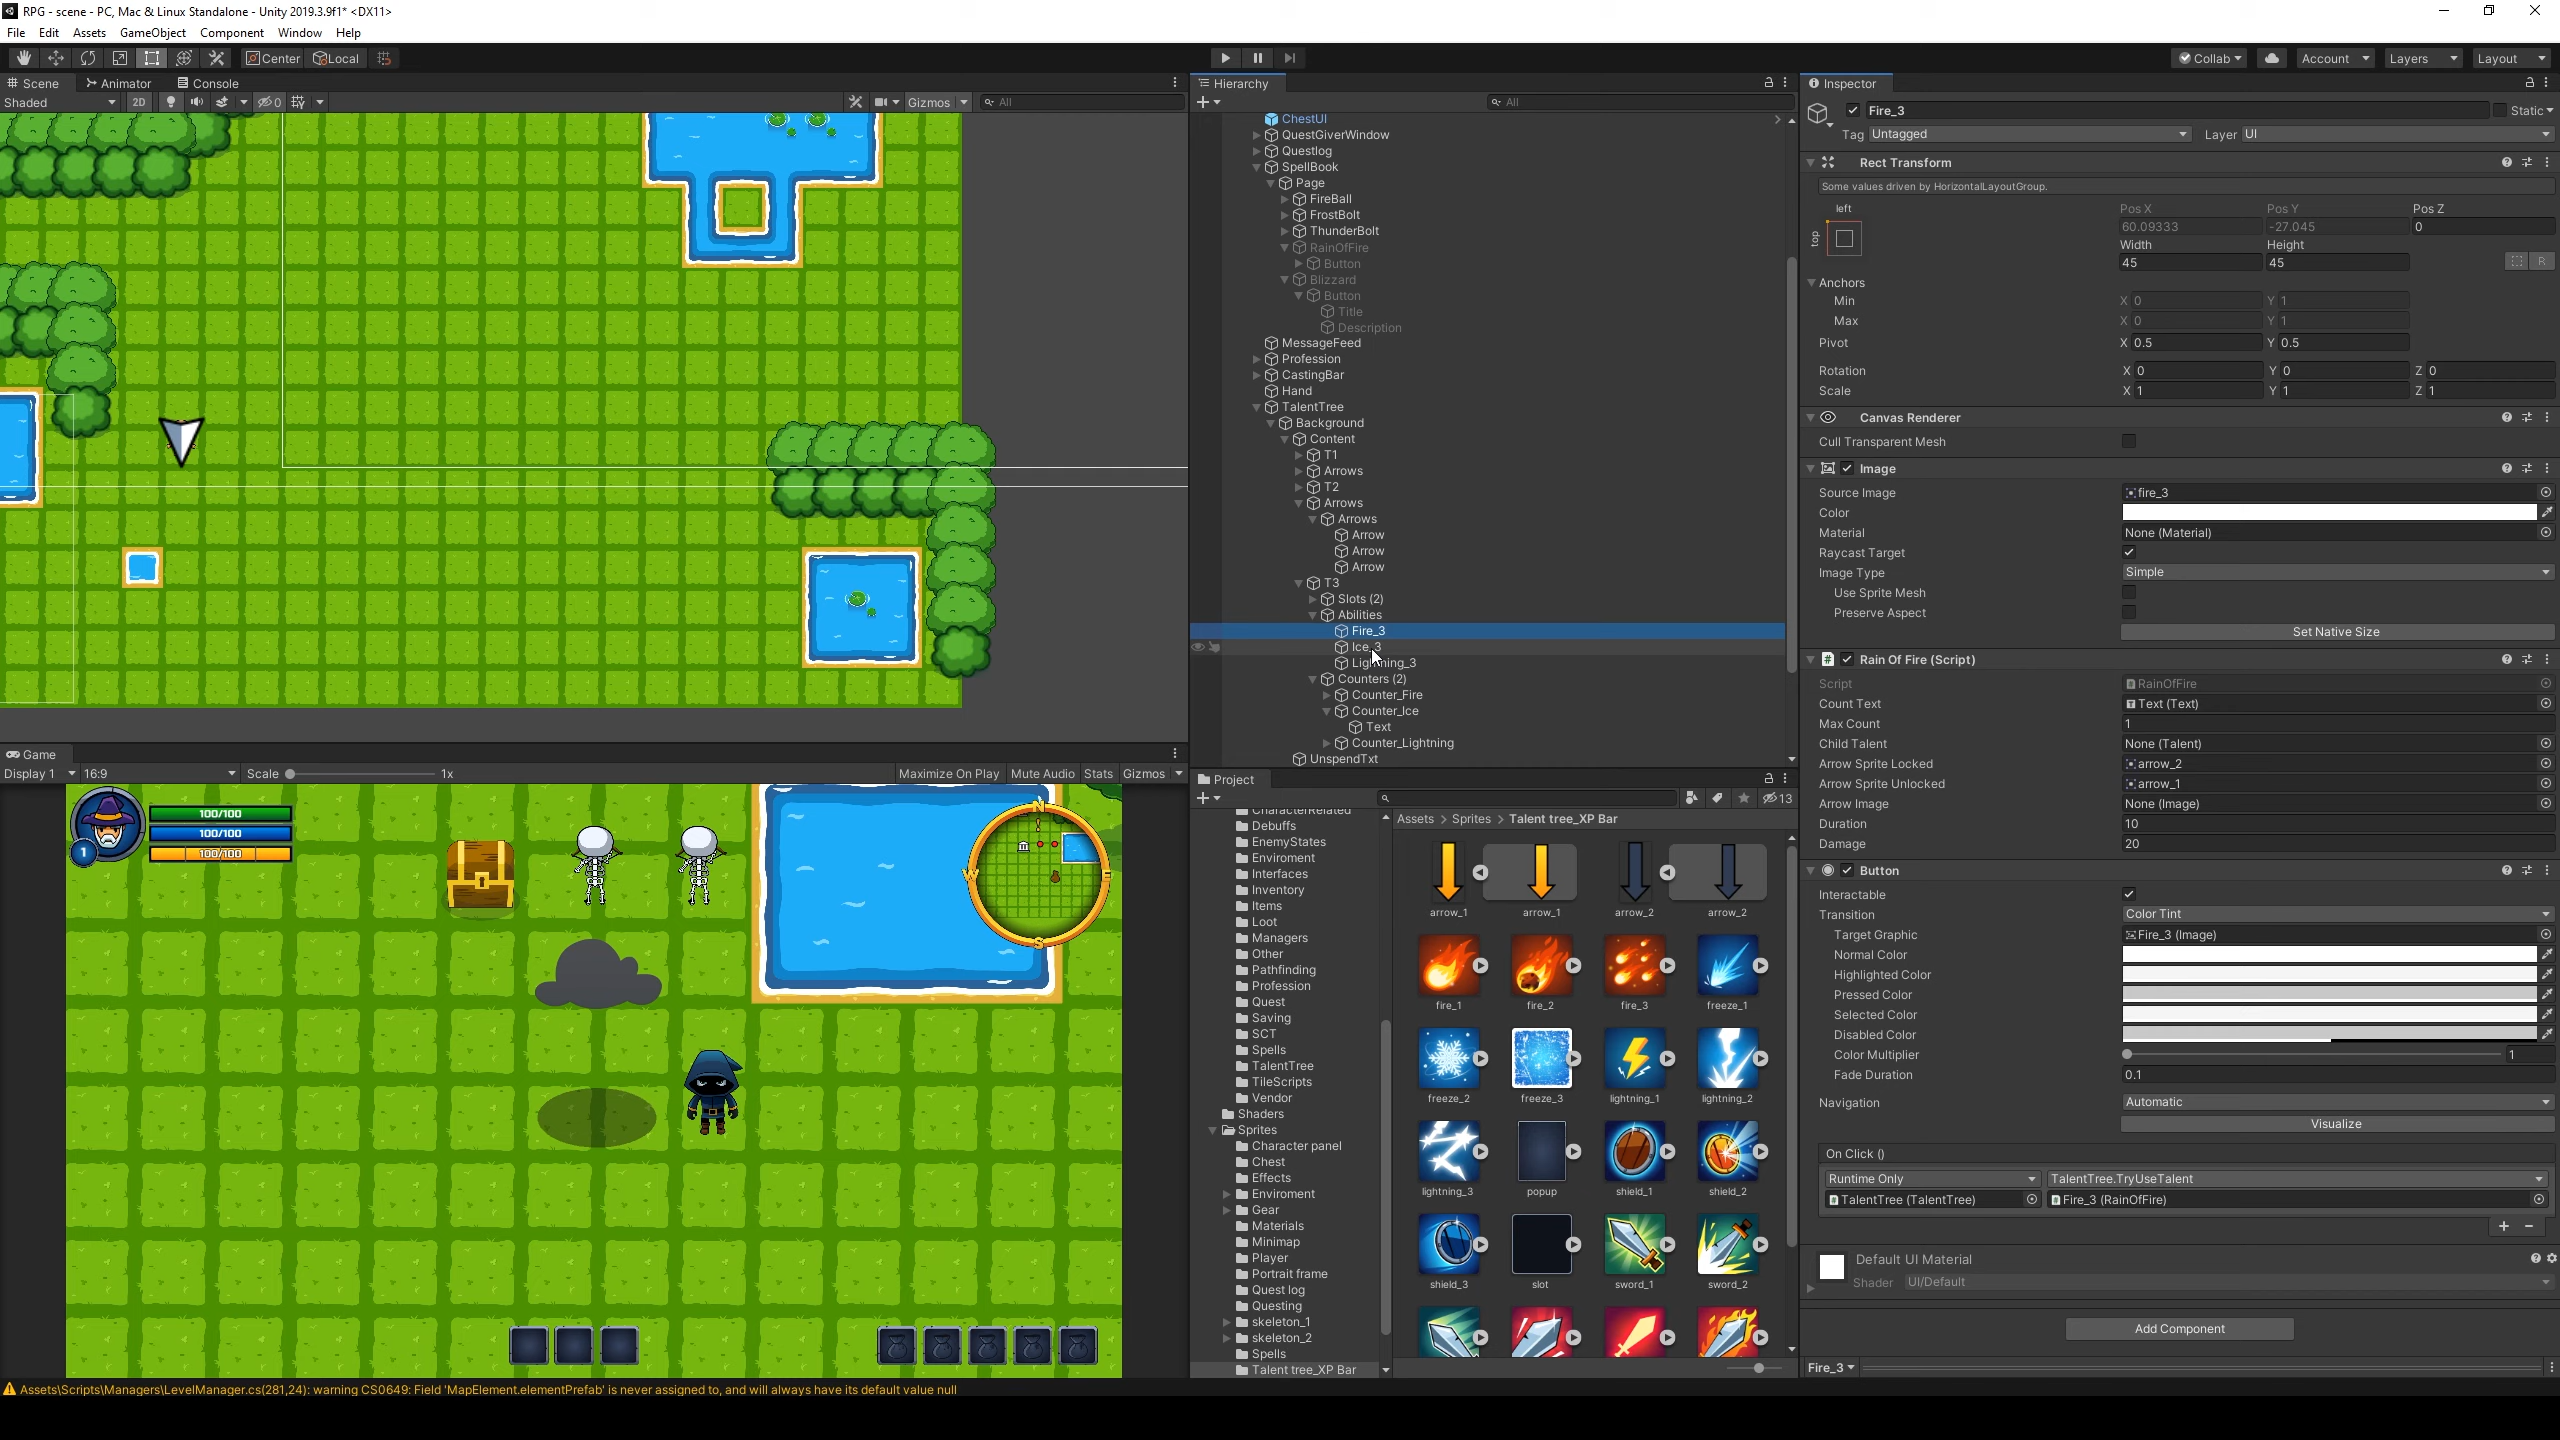 RPG - scene - PC, Mac & Linux Standalone - Unity 2019.3.9f1* <DX11>
File Edit Assets GameObject Component Window Help
Center Local
Collab Account Layers Layout
Scene Animator Console
Shaded 2D 0 Gizmos All
Hierarchy
All
ChestUI
QuestGiverWindow
Questlog
SpellBook
Page
FireBall
FrostBolt
ThunderBolt
RainOfFire
Button
Blizzard
Button
Title
Description
MessageFeed
Profession
CastingBar
Hand
TalentTree
Background
Content
T1
Arrows
T2
Arrows
Arrows
Arrow
Arrow
Arrow
T3
Slots (2)
Abilities
Fire_3
Ice_3
Lightning_3
Counters (2)
Counter_Fire
Counter_Ice
Text
Counter_Lightning
UnspendTxt
Inspector
Fire_3 Static
Tag Untagged Layer UI
Rect Transform
Some values driven by HorizontalLayoutGroup.
left Pos X Pos Y Pos Z
top 60.09333 -27.045 0
Width Height
45 45 R
Anchors
Min X 0 Y 1
Max X 0 Y 1
Pivot X 0.5 Y 0.5
Rotation X 0 Y 0 Z 0
Scale X 1 Y 1 Z 1
Canvas Renderer
Cull Transparent Mesh
Image
Source Image fire_3
Color
Material None (Material)
Raycast Target
Image Type Simple
Use Sprite Mesh
Preserve Aspect
Set Native Size
Rain Of Fire (Script)
Script RainOfFire
Count Text Text (Text)
Max Count 1
Child Talent None (Talent)
Arrow Sprite Locked arrow_2
Arrow Sprite Unlocked arrow_1
Arrow Image None (Image)
Duration 10
Damage 20
Button
Interactable
Transition Color Tint
Target Graphic Fire_3 (Image)
Normal Color
Highlighted Color
Pressed Color
Selected Color
Disabled Color
Color Multiplier 1
Fade Duration 0.1
Navigation Automatic
Visualize
On Click ()
Runtime Only TalentTree.TryUseTalent
TalentTree (TalentTree) Fire_3 (RainOfFire)
Default UI Material
Shader UI/Default
Add Component
Fire_3
Game
Display 1 16:9 Scale 1x Maximize On Play Mute Audio Stats Gizmos
100/100
100/100
100/100
1
N
W
E
S
Project
13
CharacterRelated
Debuffs
EnemyStates
Enviroment
Interfaces
Inventory
Items
Loot
Managers
Other
Pathfinding
Profession
Quest
Saving
SCT
Spells
TalentTree
TileScripts
Vendor
Shaders
Sprites
Character panel
Chest
Effects
Enviroment
Gear
Materials
Minimap
Player
Portrait frame
Quest log
Questing
skeleton_1
skeleton_2
Spells
Talent tree_XP Bar
Assets > Sprites > Talent tree_XP Bar
arrow_1 arrow_1 arrow_2 arrow_2
fire_1 fire_2 fire_3 freeze_1
freeze_2 freeze_3 lightning_1 lightning_2
lightning_3 popup shield_1 shield_2
shield_3 slot sword_1 sword_2
Assets\Scripts\Managers\LevelManager.cs(281,24): warning CS0649: Field 'MapElement.elementPrefab' is never assigned to, and will always have its default value null